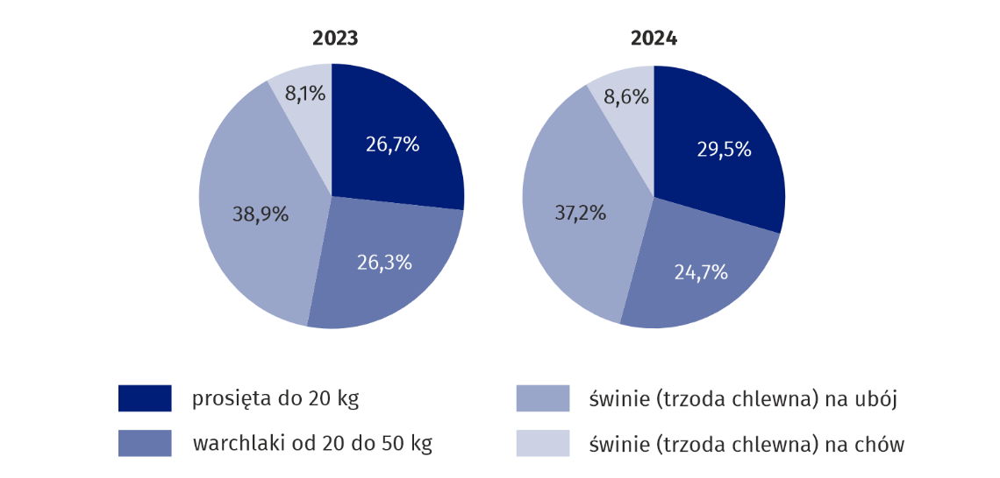 2023
2024
8,1%
26,7%
38,9%
26,3%
8,6%
29,5%
37,2%
24,7%
prosięta do 20 kg
warchlaki od 20 do 50 kg
świnie (trzoda chlewna) na ubój
świnie (trzoda chlewna) na chów